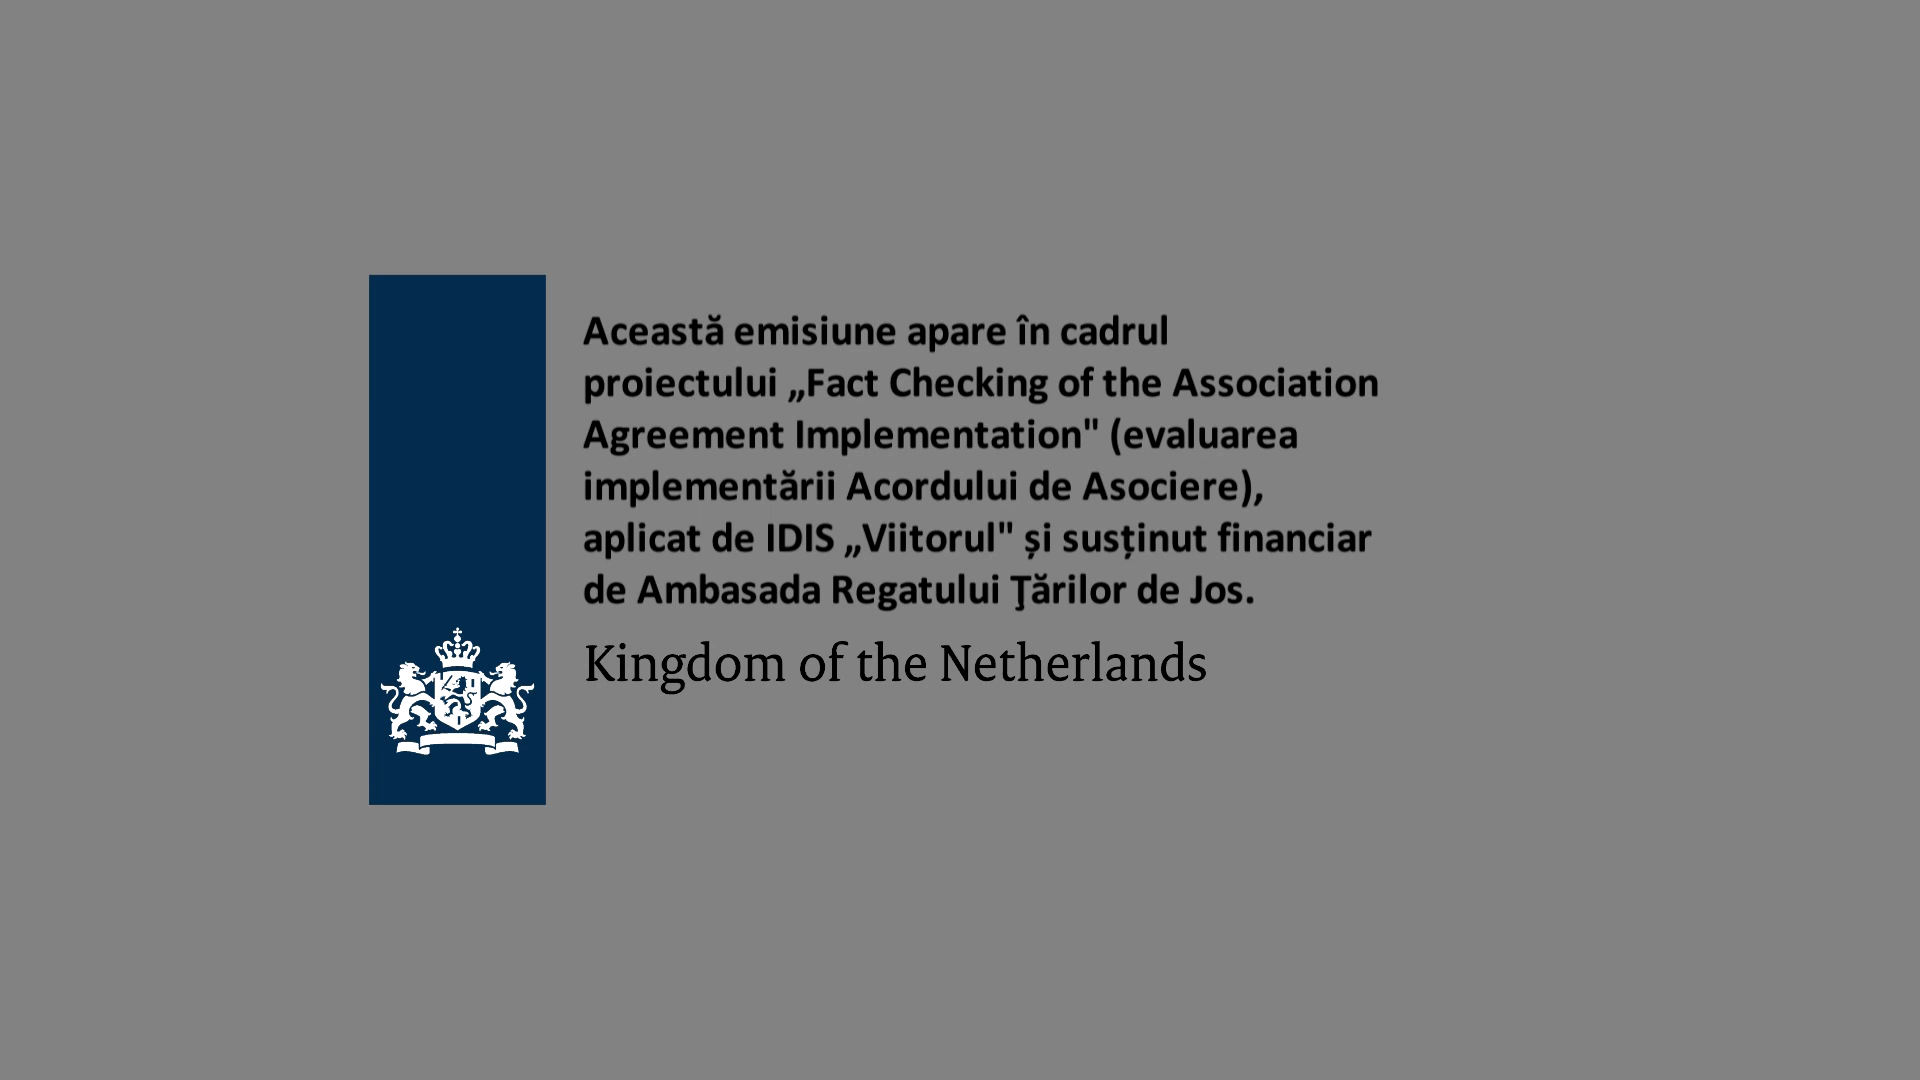 Această emisiune apare în cadrul
proiectului „Fact Checking of the Association
Agreement Implementation" (evaluarea
implementării Acordului de Asociere),
aplicat de IDIS „Viitorul" și susținut financiar
de Ambasada Regatului Ţărilor de Jos.
Kingdom of the Netherlands